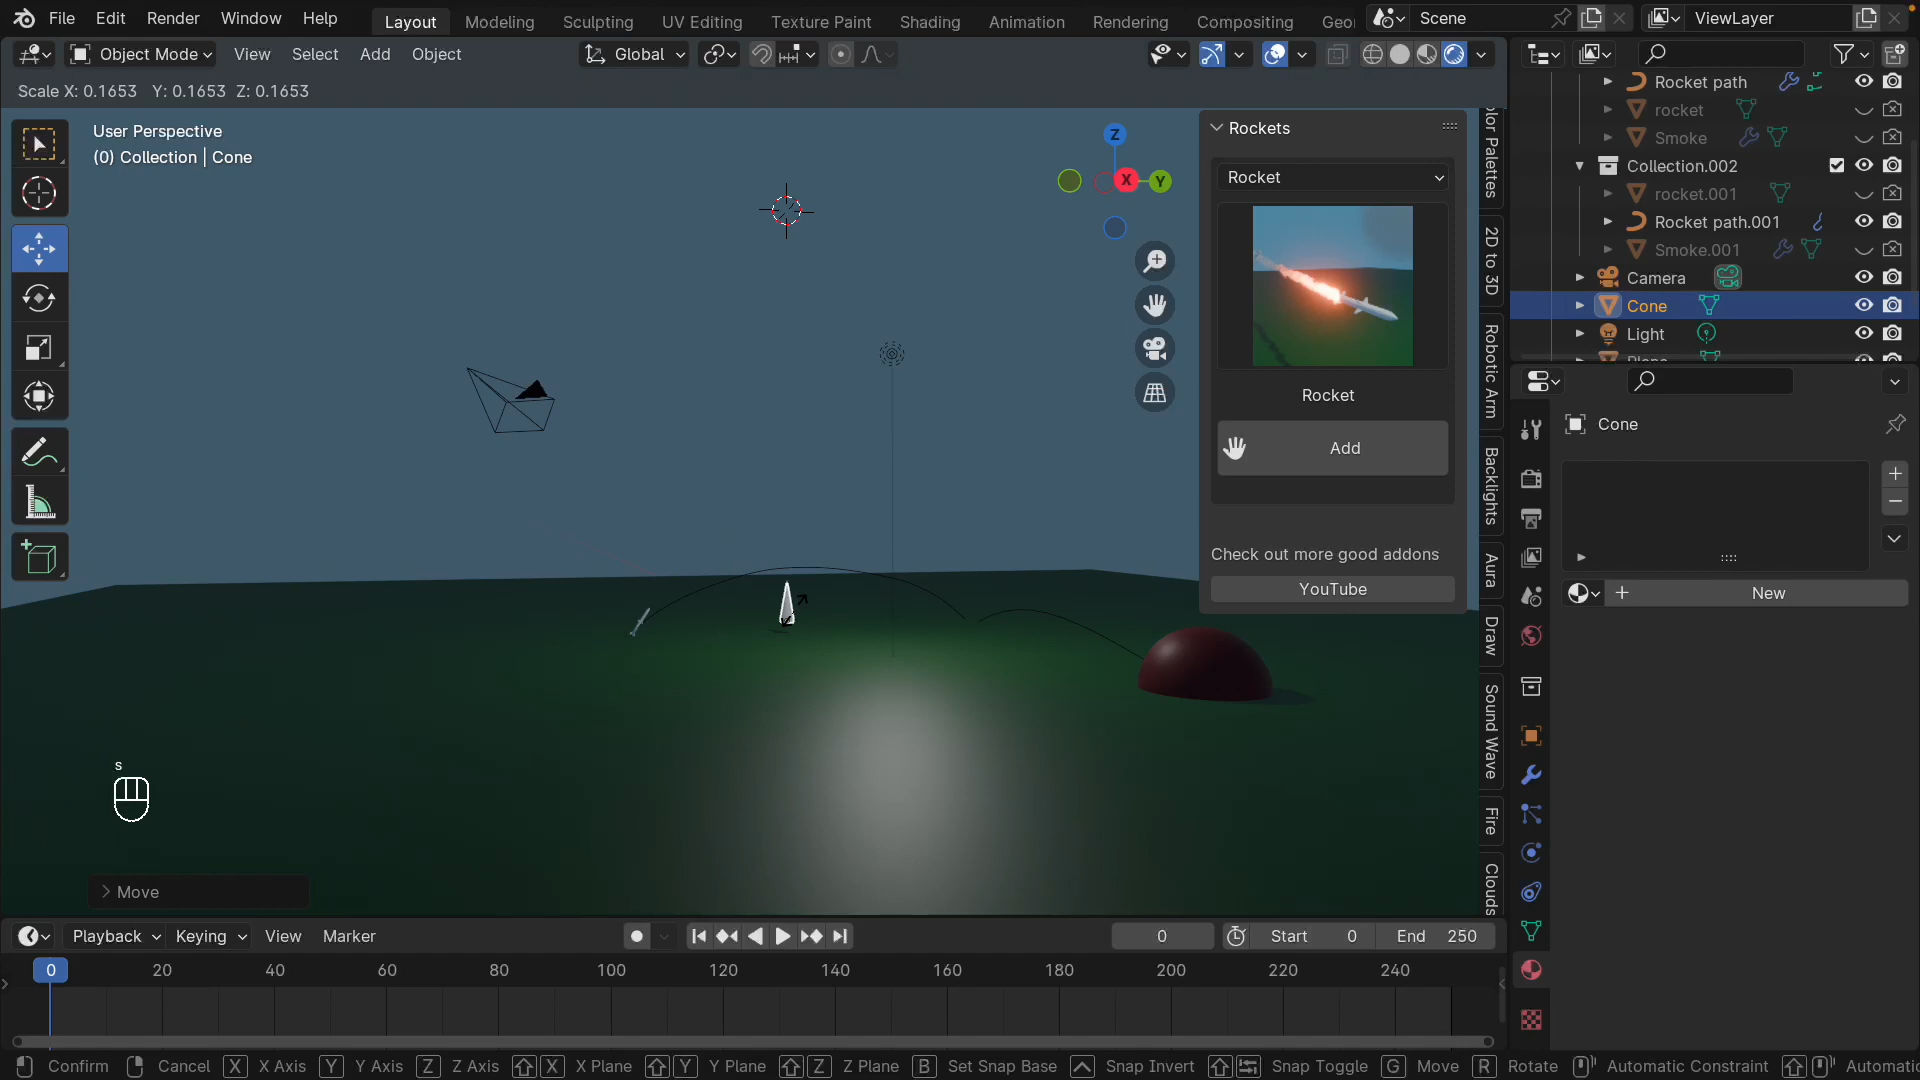 File Edit Render Window Help
Layout Modeling Sculpting UV Editing Texture Paint Shading Animation Rendering Compositing Geo
Scene
ViewLayer
Object Mode View Select Add Object
Global
Scale X: 0.1653 Y: 0.1653 Z: 0.1653
User Perspective
(0) Collection | Cone
Z
X
Y
Rockets
Rocket
Rocket
Add
Check out more good addons
YouTube
lor Palettes
2D to 3D
Robotic Arm
Backlights
Aura
Draw
Sound Wave
Fire
Clouds
Rocket path
rocket
Smoke
Collection.002
rocket.001
Rocket path.001
Smoke.001
Camera
Cone
Light
Cone
New
s
Move
Playback Keying View Marker
0
Start 0
End 250
0 20 40 60 80 100 120 140 160 180 200 220 240
Confirm Cancel X X Axis Y Y Axis Z Z Axis X X Plane Y Y Plane Z Z Plane B Set Snap Base Snap Invert Snap Toggle G Move R Rotate Automatic Constraint Automatic